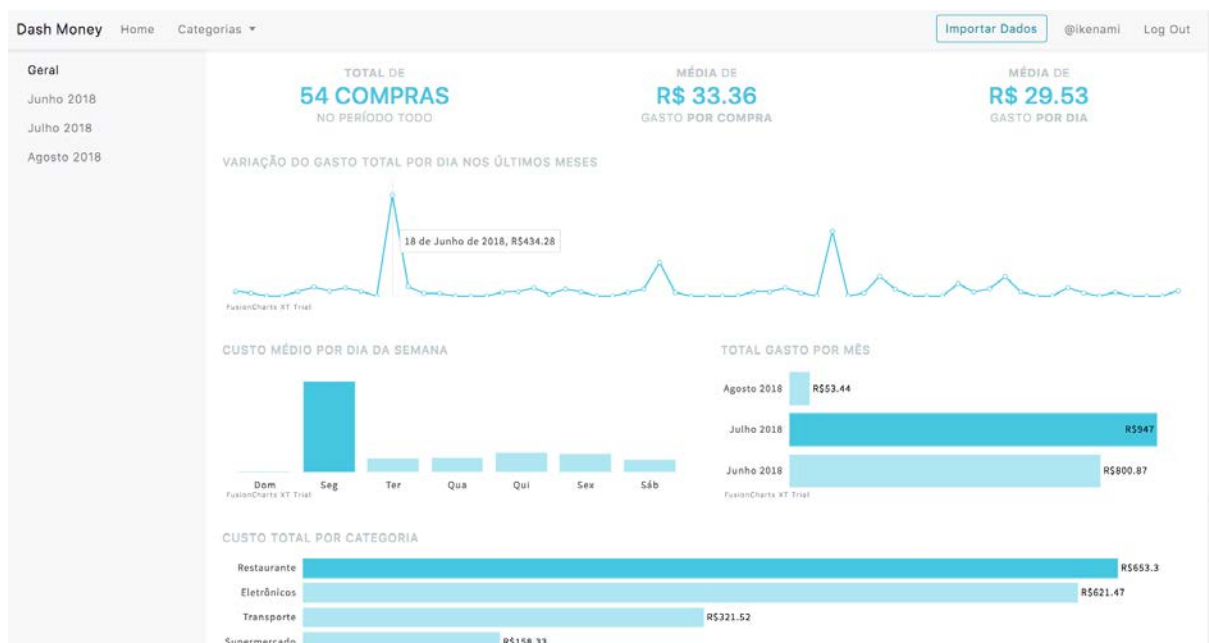 Dash Money Home Categorias Importar Dados @ikenami Log Out
Geral
Junho 2018
Julho 2018
Agosto 2018
TOTAL DE
54 COMPRAS
NO PERÍODO TODO
MÉDIA DE
R$ 33.36
GASTO POR COMPRA
MÉDIA DE
R$ 29.53
GASTO POR DIA
VARIAÇÃO DO GASTO TOTAL POR DIA NOS ÚLTIMOS MESES
18 de Junho de 2018, R$434.28
FusionCharts XT Trial
CUSTO MÉDIO POR DIA DA SEMANA
Dom Seg Ter Qua Qui Sex Sáb
FusionCharts XT Trial
TOTAL GASTO POR MÊS
Agosto 2018 R$53.44
Julho 2018 R$947
Junho 2018 R$800.87
FusionCharts XT Trial
CUSTO TOTAL POR CATEGORIA
Restaurante R$653.3
Eletrônicos R$621.47
Transporte R$321.52
Supermercado R$158.33